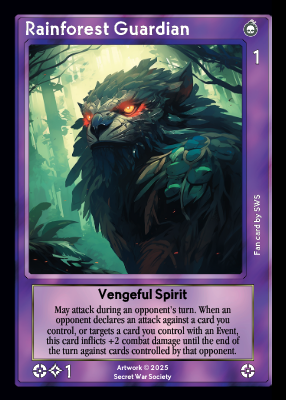 Rainforest Guardian
1
Fan card by SWS
Vengeful Spirit
May attack during an opponent's turn. When an
opponent declares an attack against a card you
control, or targets a card you control with an Event,
this card inflicts +2 combat damage until the end of
the turn against cards controlled by that opponent.
1
Artwork © 2025
Secret War Society